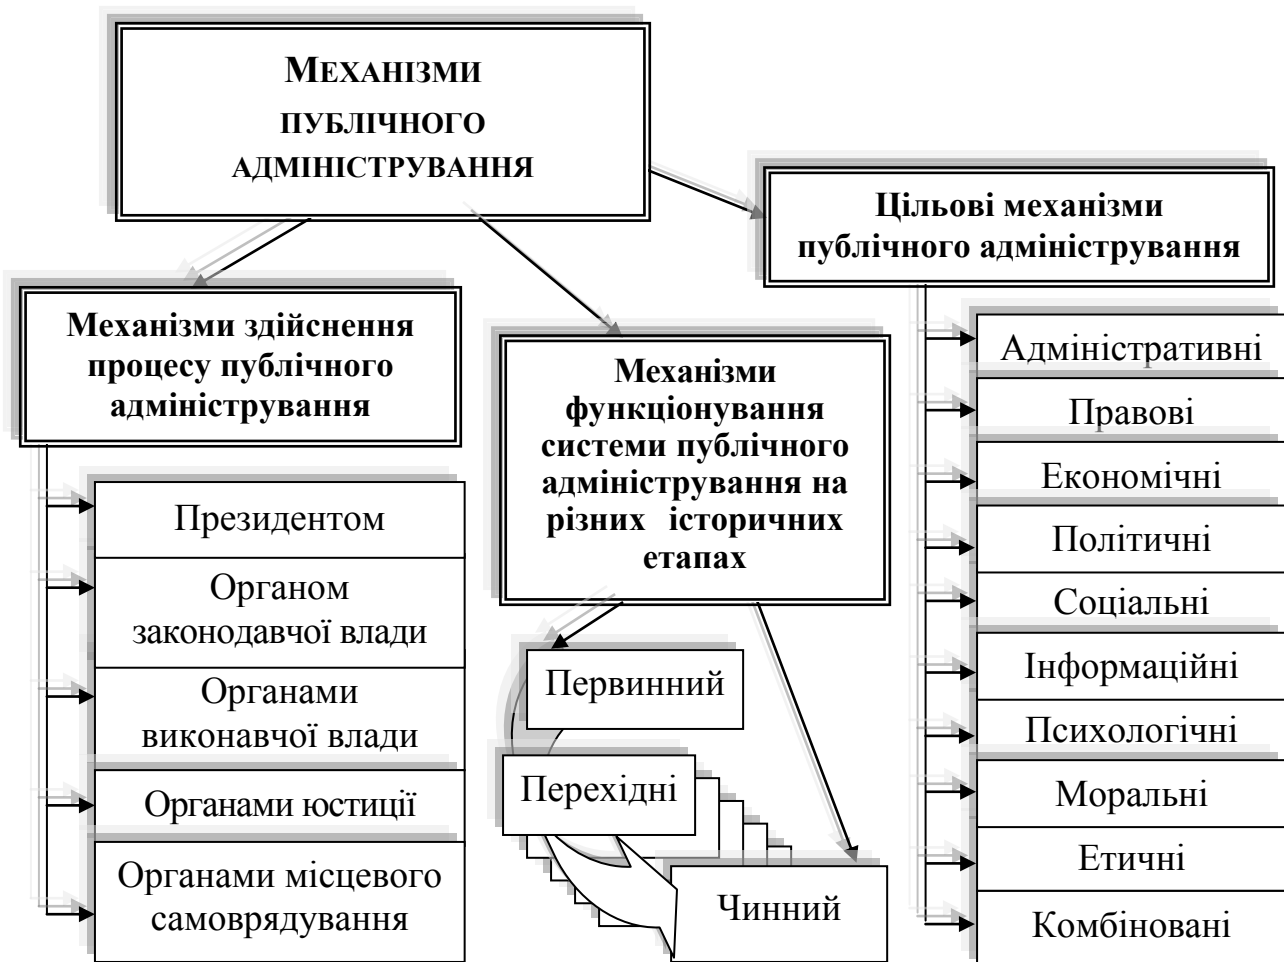 МЕХАНІЗМИ
ПУБЛІЧНОГО
АДМІНІСТРУВАННЯ
Цільові механізми
публічного адміністрування
Механізми здійснення
процесу публічного
адміністрування
Механізми
функціонування
системи публічного
адміністрування на
різних історичних
етапах
Президентом
Органом
законодавчої влади
Органами
виконавчої влади
Органами юстиції
Органами місцевого
самоврядування
Первинний
Перехідні
Чинний
Адміністративні
Правові
Економічні
Політичні
Соціальні
Інформаційні
Психологічні
Моральні
Етичні
Комбіновані